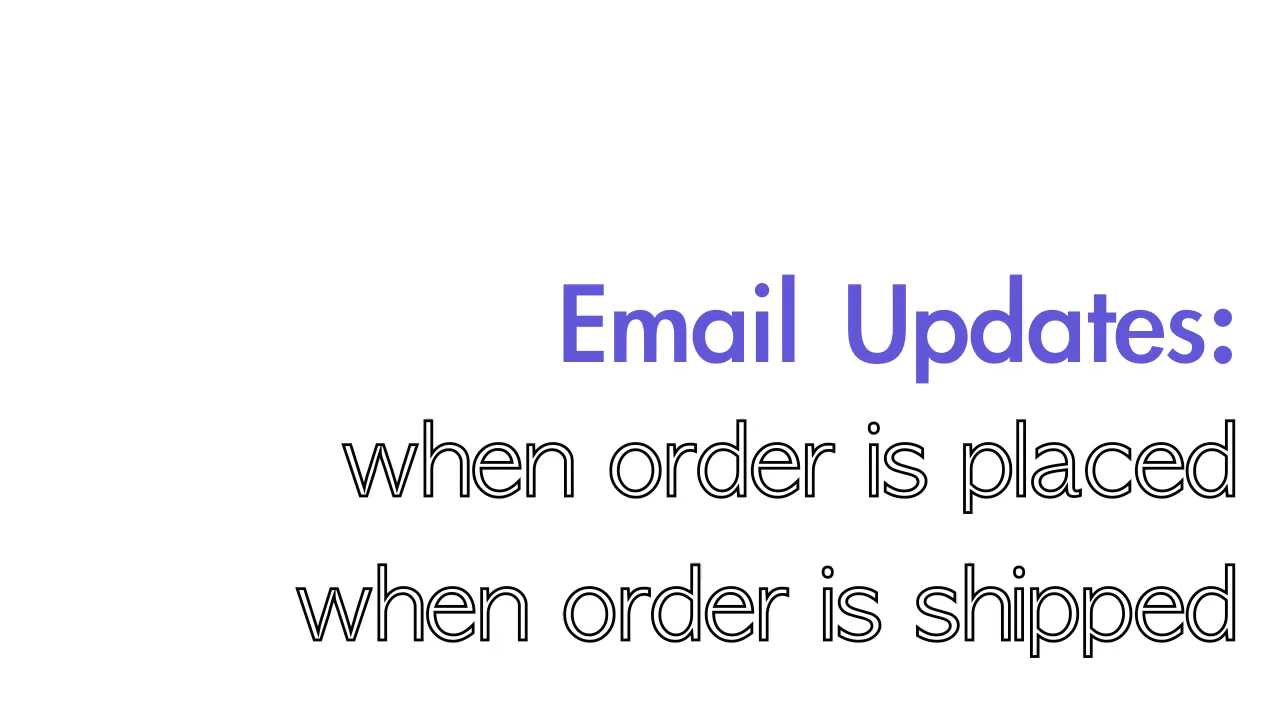 Email Updates:
when order is placed
when order is shipped